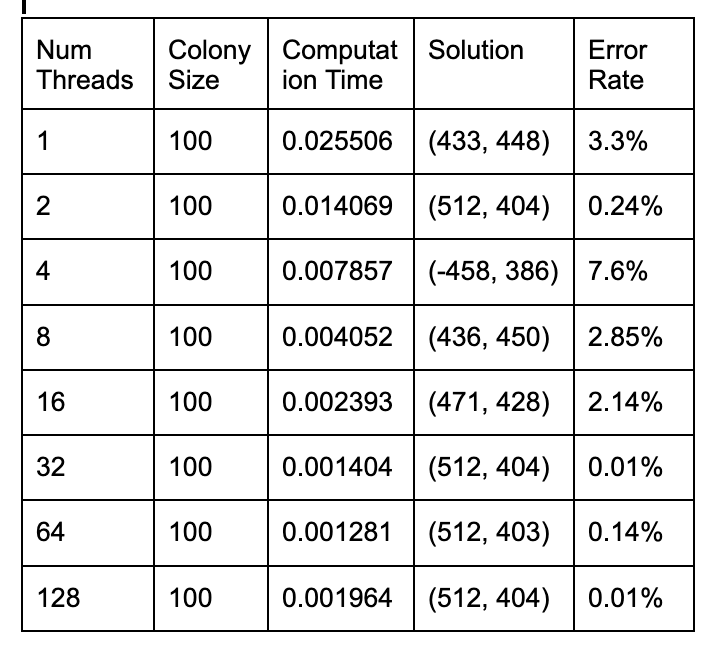 Num Threads Colony Size Computat ion Time Solution Error Rate
1 100 0.025506 (433, 448) 3.3%
2 100 0.014069 (512, 404) 0.24%
4 100 0.007857 (-458, 386) 7.6%
8 100 0.004052 (436, 450) 2.85%
16 100 0.002393 (471, 428) 2.14%
32 100 0.001404 (512, 404) 0.01%
64 100 0.001281 (512, 403) 0.14%
128 100 0.001964 (512, 404) 0.01%